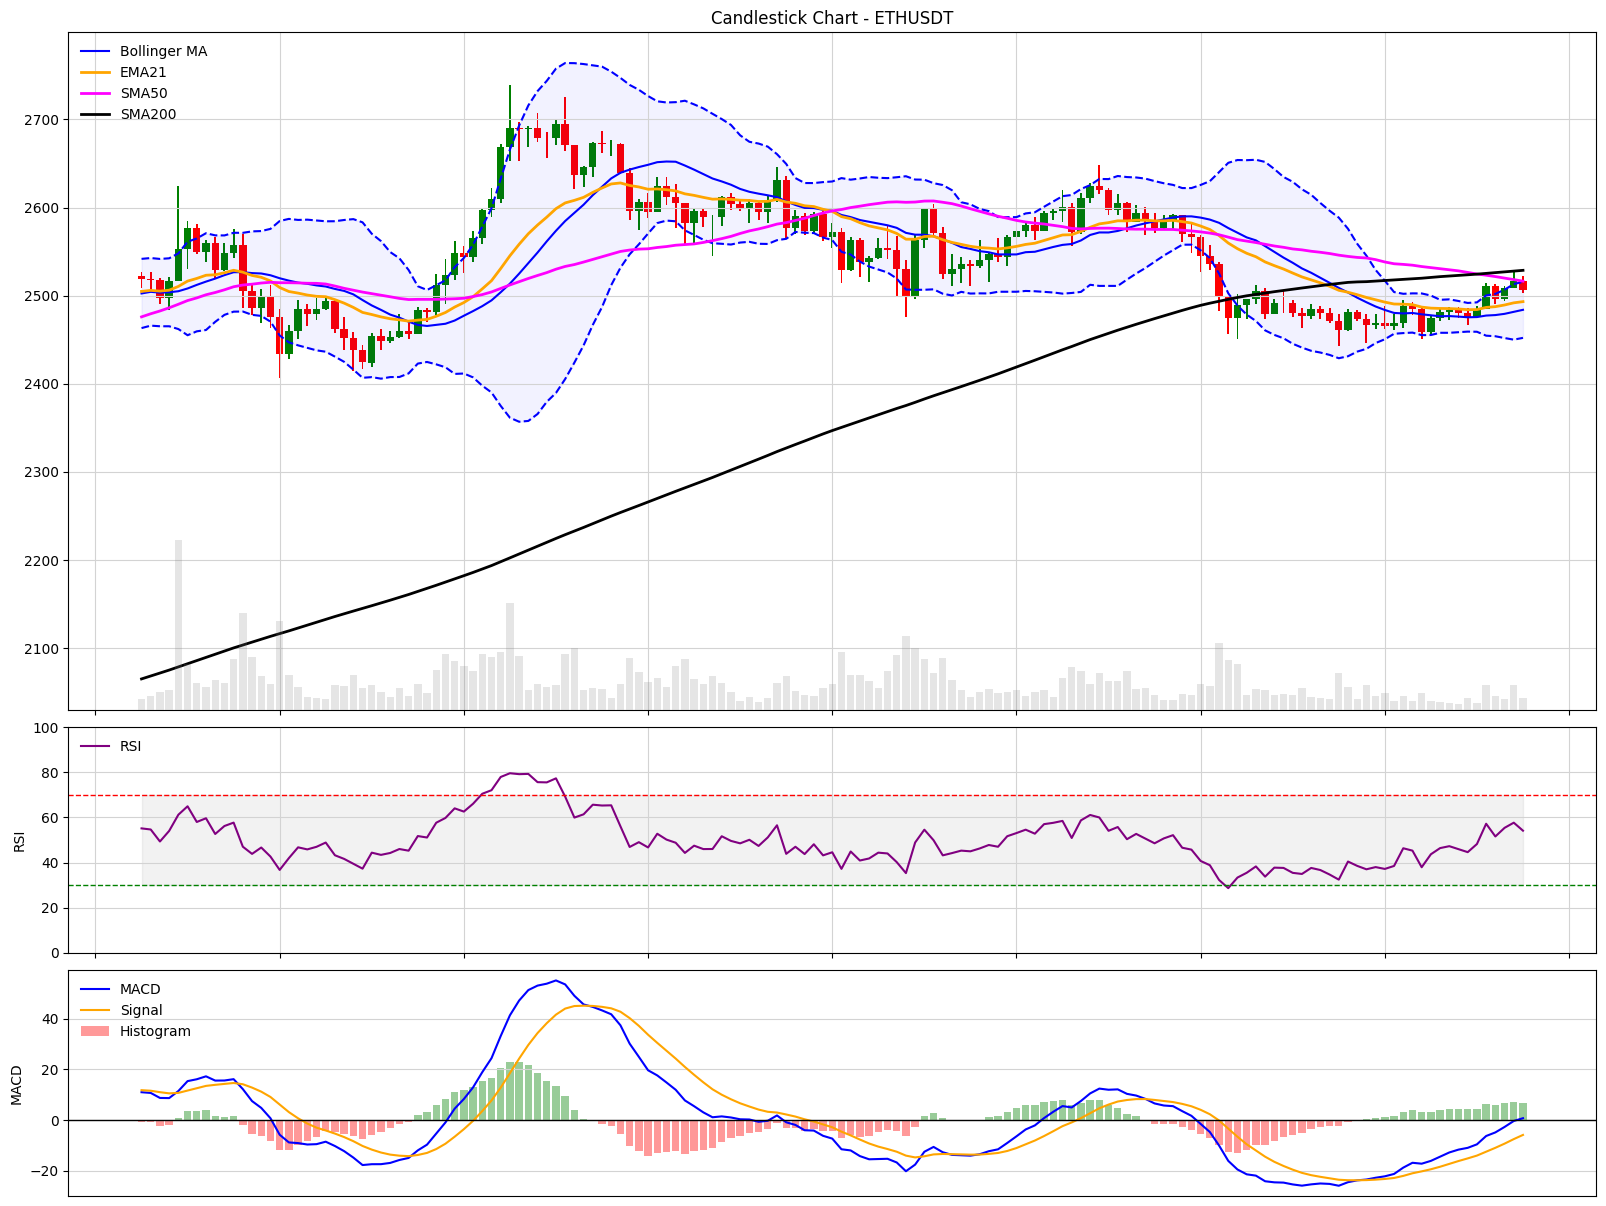 Candlestick Chart - ETHUSDT
Bollinger MA
EMA21
SMA50
SMA200
2700
2600
2500
2400
2300
2200
2100
RSI
100
80
60
40
20
0
RSI
MACD
Signal
Histogram
40
20
0
−20
MACD